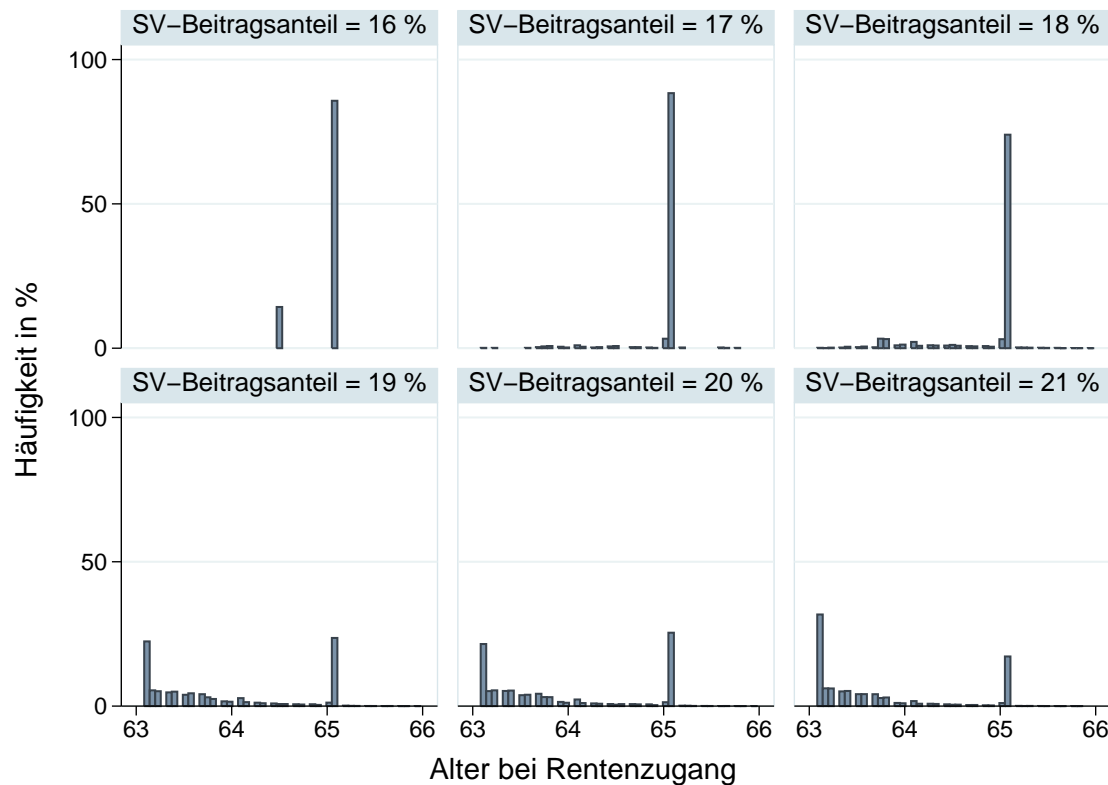 SV−Beitragsanteil = 16 %
SV−Beitragsanteil = 17 %
SV−Beitragsanteil = 18 %
100
50
0
SV−Beitragsanteil = 19 %
SV−Beitragsanteil = 20 %
SV−Beitragsanteil = 21 %
100
50
0
63 64 65 66
63 64 65 66
63 64 65 66
Häufigkeit in %
Alter bei Rentenzugang